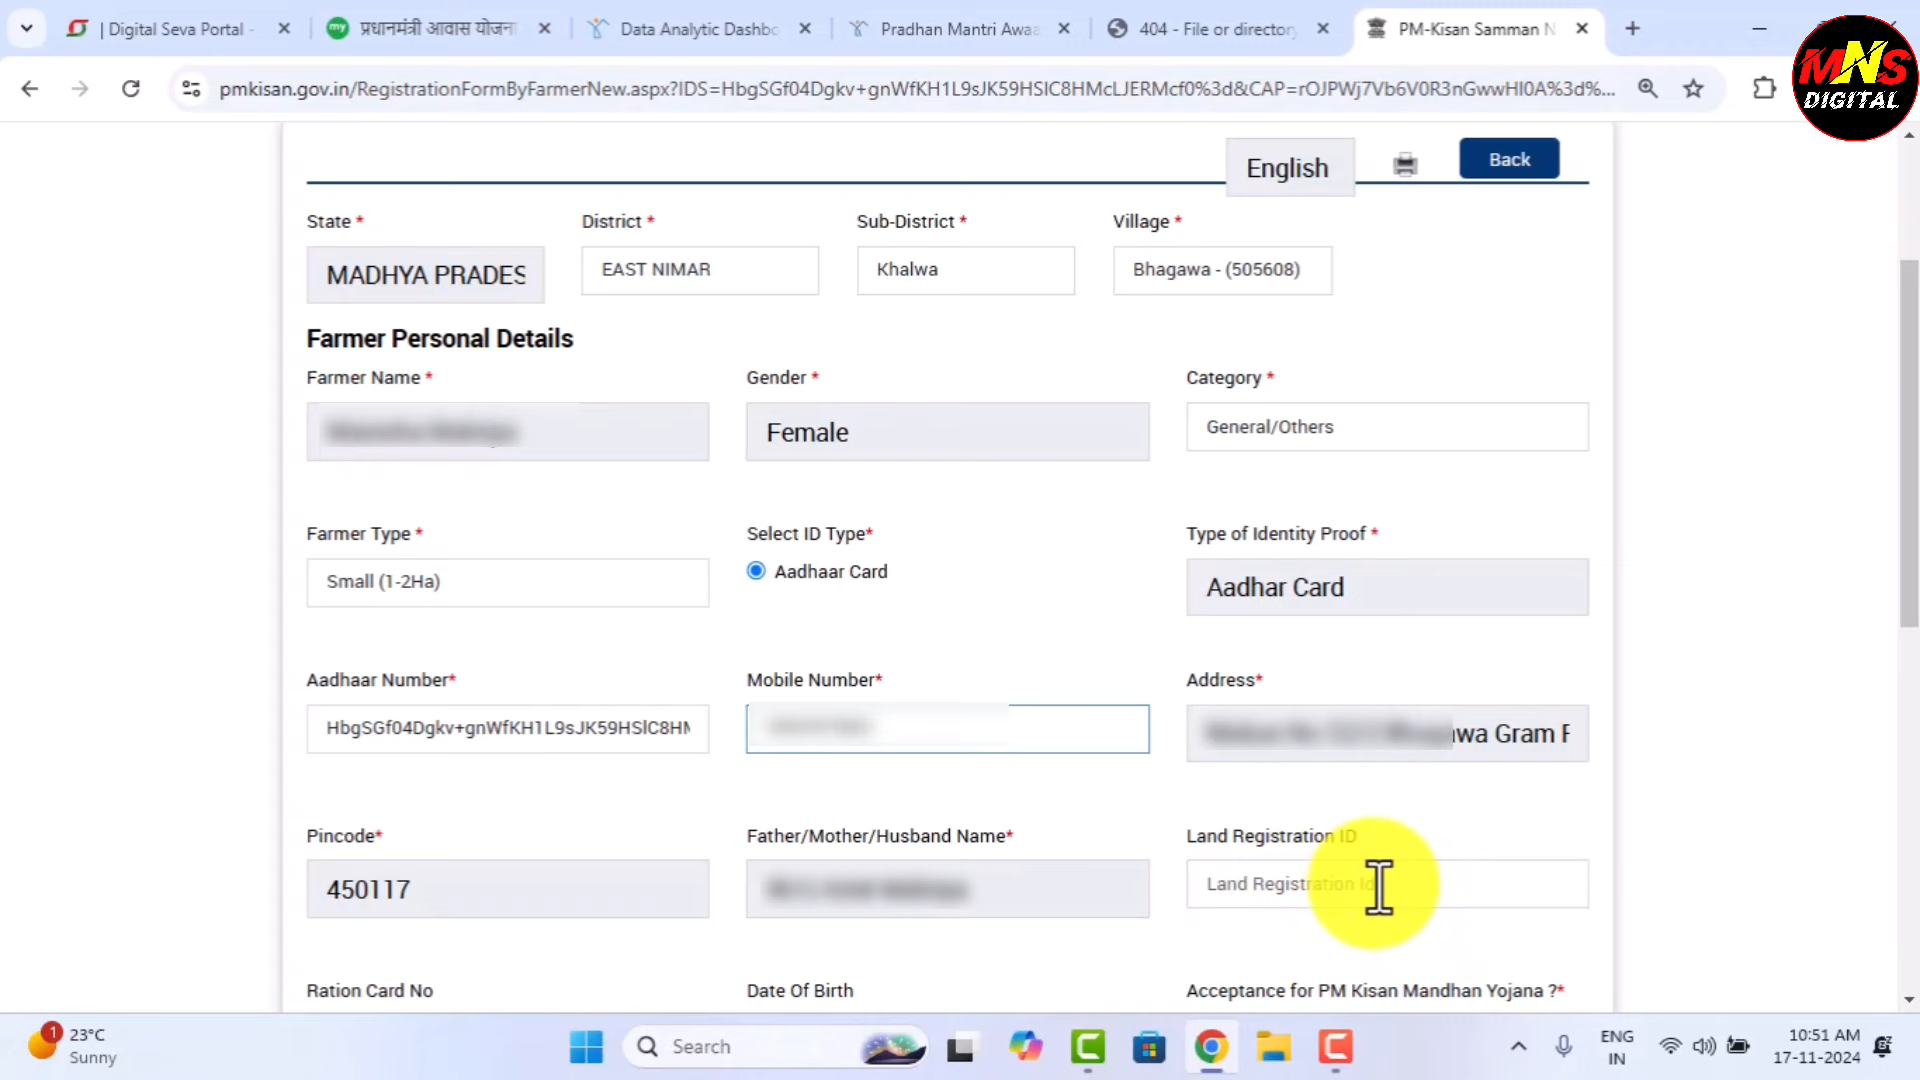 | Digital Seva Portal -
my
प्रधानमंत्री आवास योजना
Data Analytic Dashbo
Pradhan Mantri Awaa
404 - File or directory
PM-Kisan Samman N
MNS
DIGITAL
pmkisan.gov.in/RegistrationFormByFarmerNew.aspx?IDS=HbgSGf04Dgkv+gnWfKH1L9sJK59HSlC8HMcLJERMcf0%3d&CAP=rOJPWj7Vb6V0R3nGwwHI0A%3d%...
English
Back
State *
District *
Sub-District *
Village *
MADHYA PRADES
EAST NIMAR
Khalwa
Bhagawa - (505608)
Farmer Personal Details
Farmer Name *
Gender *
Category *
Female
General/Others
Farmer Type *
Select ID Type*
Type of Identity Proof *
Small (1-2Ha)
Aadhaar Card
Aadhar Card
Aadhaar Number*
Mobile Number*
Address*
HbgSGf04Dgkv+gnWfKH1L9sJK59HSlC8HM
wa Gram F
Pincode*
Father/Mother/Husband Name*
Land Registration ID
450117
Land Registration Id
Ration Card No
Date Of Birth
Acceptance for PM Kisan Mandhan Yojana ?*
1
23°C
Sunny
Search
ENG
IN
10:51 AM
17-11-2024